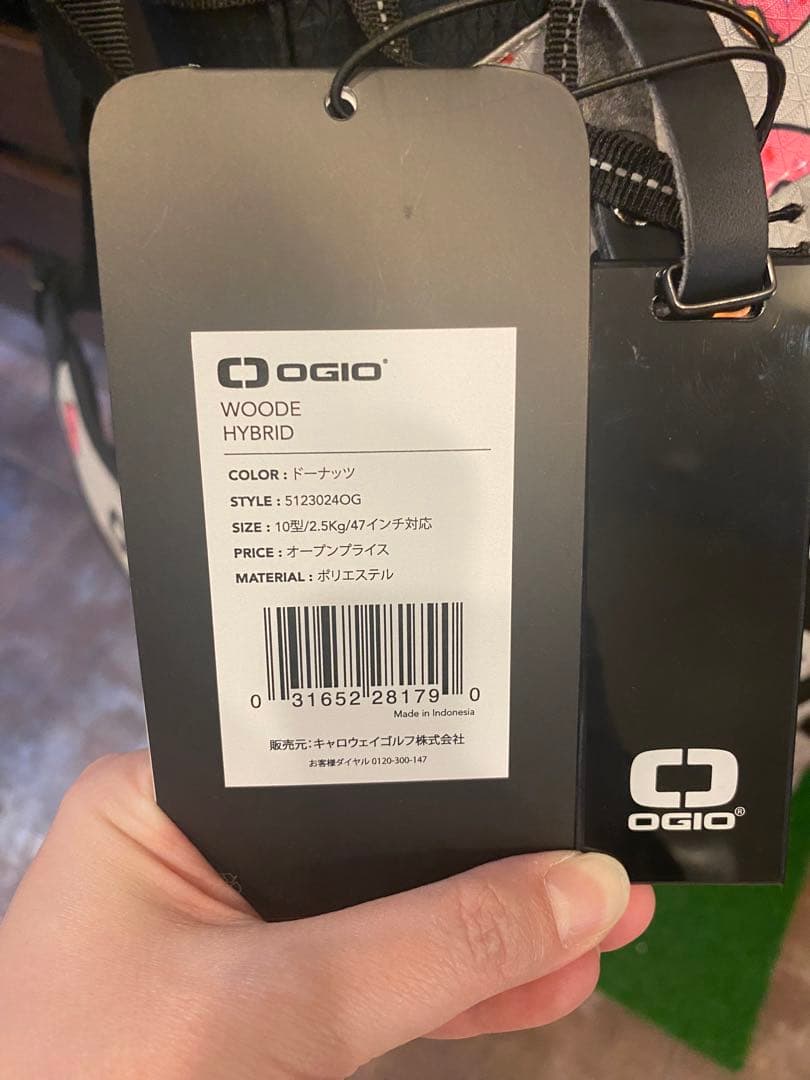 OGIO
WOODE
HYBRID
COLOR : ドーナッツ
STYLE : 5123024OG
SIZE : 10型/2.5Kg/47インチ対応
PRICE : オープンプライス
MATERIAL : ポリエステル
0 31652 28179 0
Made in Indonesia
販売元：キャロウェイゴルフ株式会社
お客様ダイヤル 0120-300-147
OGIO®